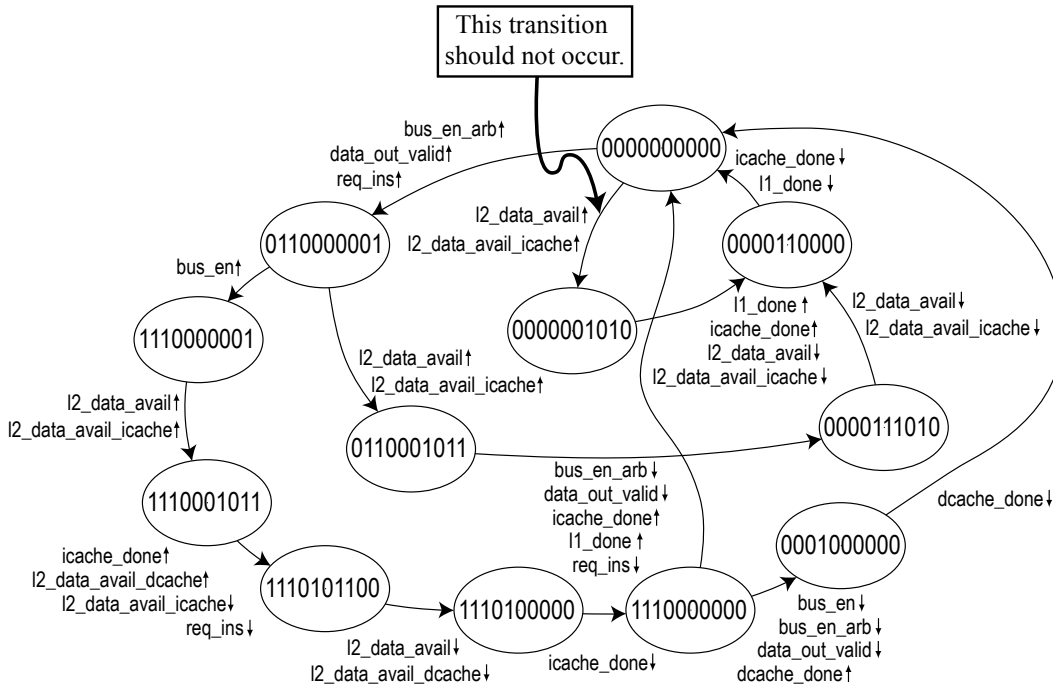 This transition
should not occur.
bus_en_arb↑
data_out_valid↑
req_ins↑
0000000000
icache_done↓
l1_done↓
l2_data_avail↑
l2_data_avail_icache↑
0110000001
0000110000
bus_en↑
1110000001
0000001010
l1_done↑
icache_done↑
l2_data_avail↓
l2_data_avail_icache↓
l2_data_avail↓
l2_data_avail_icache↓
l2_data_avail↑
l2_data_avail_icache↑
l2_data_avail↑
l2_data_avail_icache↑
0110001011
0000111010
bus_en_arb↓
data_out_valid↓
icache_done↑
l1_done↑
req_ins↓
1110001011
dcache_done↓
0001000000
icache_done↑
l2_data_avail_dcache↑
l2_data_avail_icache↓
req_ins↓
1110101100
1110100000
1110000000
l2_data_avail↓
l2_data_avail_dcache↓
icache_done↓
bus_en↓
bus_en_arb↓
data_out_valid↓
dcache_done↑